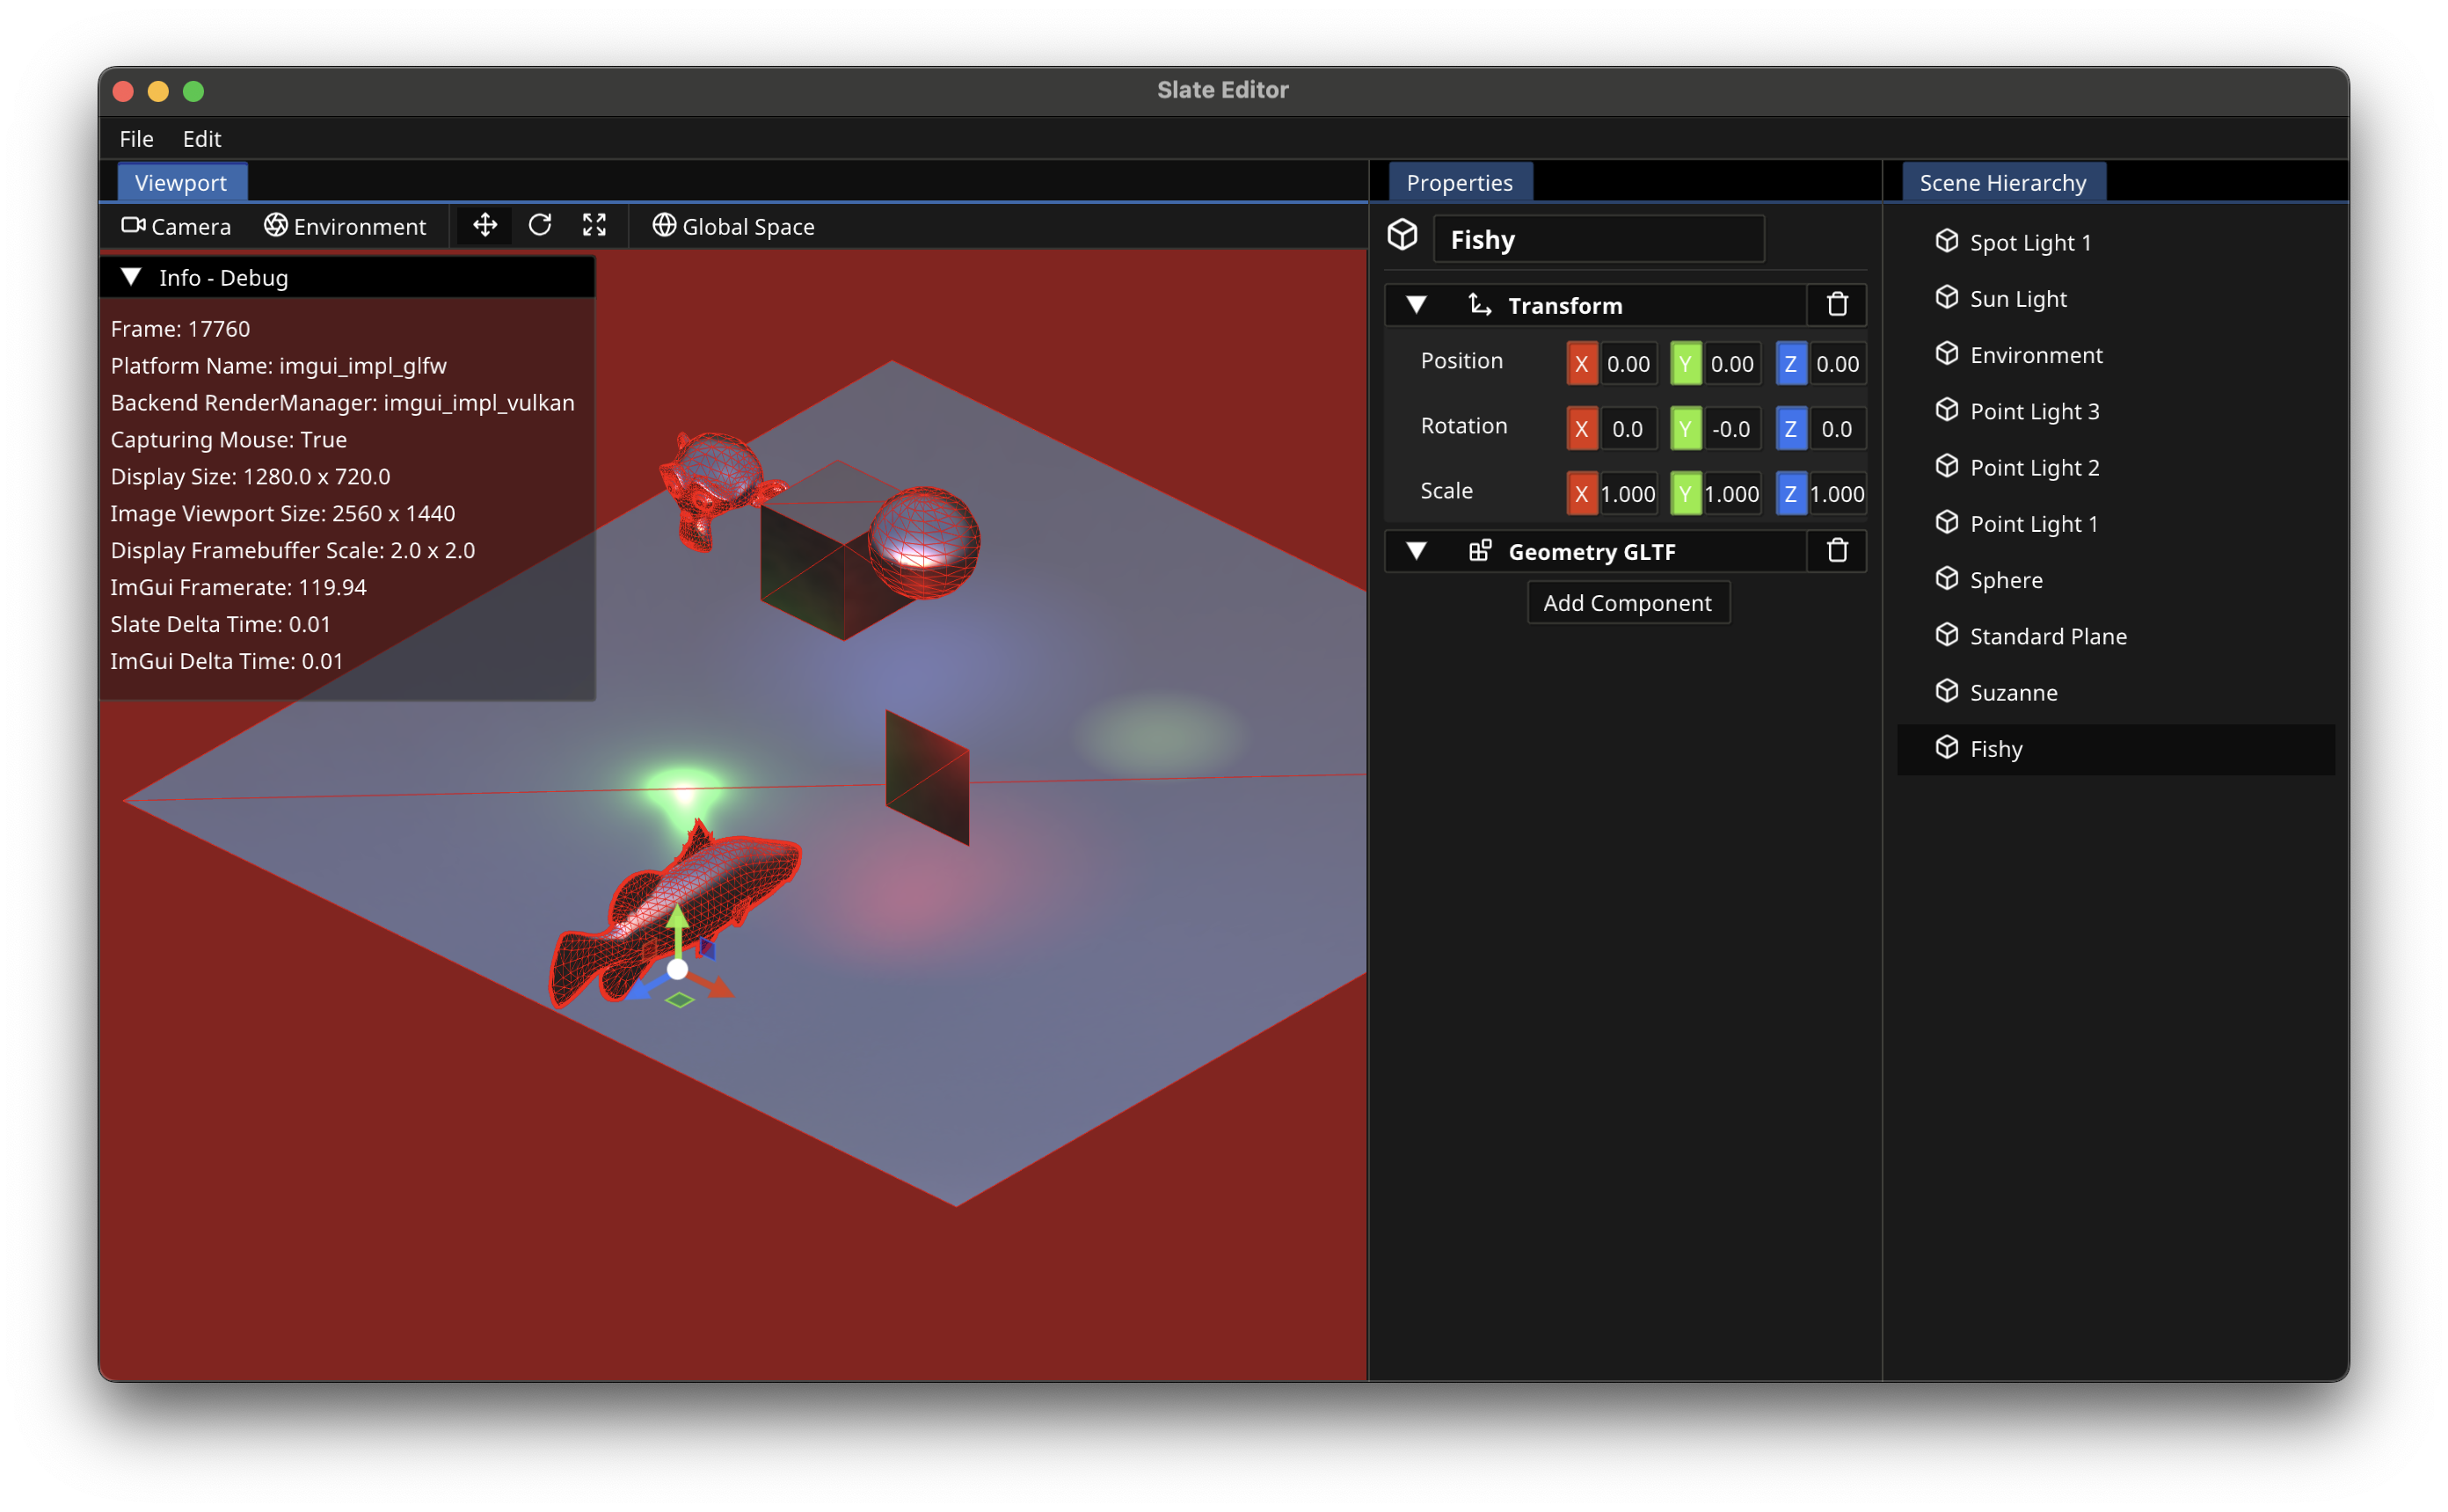 Slate Editor
File Edit
Viewport
Camera Environment Global Space
Info - Debug
Frame: 17760
Platform Name: imgui_impl_glfw
Backend RenderManager: imgui_impl_vulkan
Capturing Mouse: True
Display Size: 1280.0 x 720.0
Image Viewport Size: 2560 x 1440
Display Framebuffer Scale: 2.0 x 2.0
ImGui Framerate: 119.94
Slate Delta Time: 0.01
ImGui Delta Time: 0.01
Properties
Fishy
Transform
Position X 0.00 Y 0.00 Z 0.00
Rotation X 0.0 Y -0.0 Z 0.0
Scale X 1.000 Y 1.000 Z 1.000
Geometry GLTF
Add Component
Scene Hierarchy
Spot Light 1
Sun Light
Environment
Point Light 3
Point Light 2
Point Light 1
Sphere
Standard Plane
Suzanne
Fishy